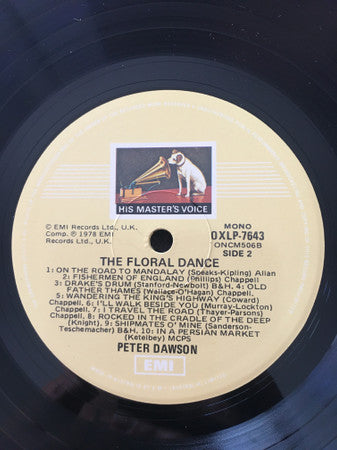 HIS MASTER'S VOICE
© EMI Records Ltd., U.K.
Comp. ℗ 1978 EMI
Records Ltd., U.K.
MONO
OXLP-7643
ONCM506B
SIDE 2
THE FLORAL DANCE
1: ON THE ROAD TO MANDALAY (Speaks-Kipling) Allan
2: FISHERMEN OF ENGLAND (Phillips) Chappell.
3: DRAKE'S DRUM (Stanford-Newbolt) B&H. 4: OLD
FATHER THAMES (Wallace-O'Hagan) Chappell.
5: WANDERING THE KING'S HIGHWAY (Coward)
Chappell. 6: I'LL WALK BESIDE YOU (Murray-Lockton)
Chappell. 7: I TRAVEL THE ROAD (Thayer-Parsons)
Chappell. 8: ROCKED IN THE CRADLE OF THE DEEP
(Knight). 9: SHIPMATES O' MINE (Sanderson-
Teschemacher) B&H. 10: IN A PERSIAN MARKET
(Ketelbey) MCPS
PETER DAWSON
EMI